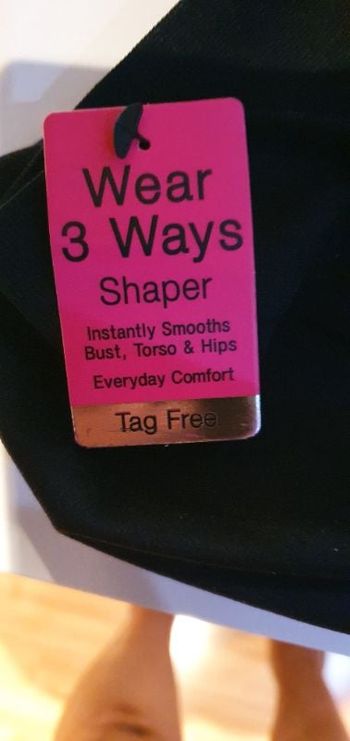 Wear
3 Ways
Shaper
Instantly Smooths
Bust, Torso & Hips
Everyday Comfort
Tag Free